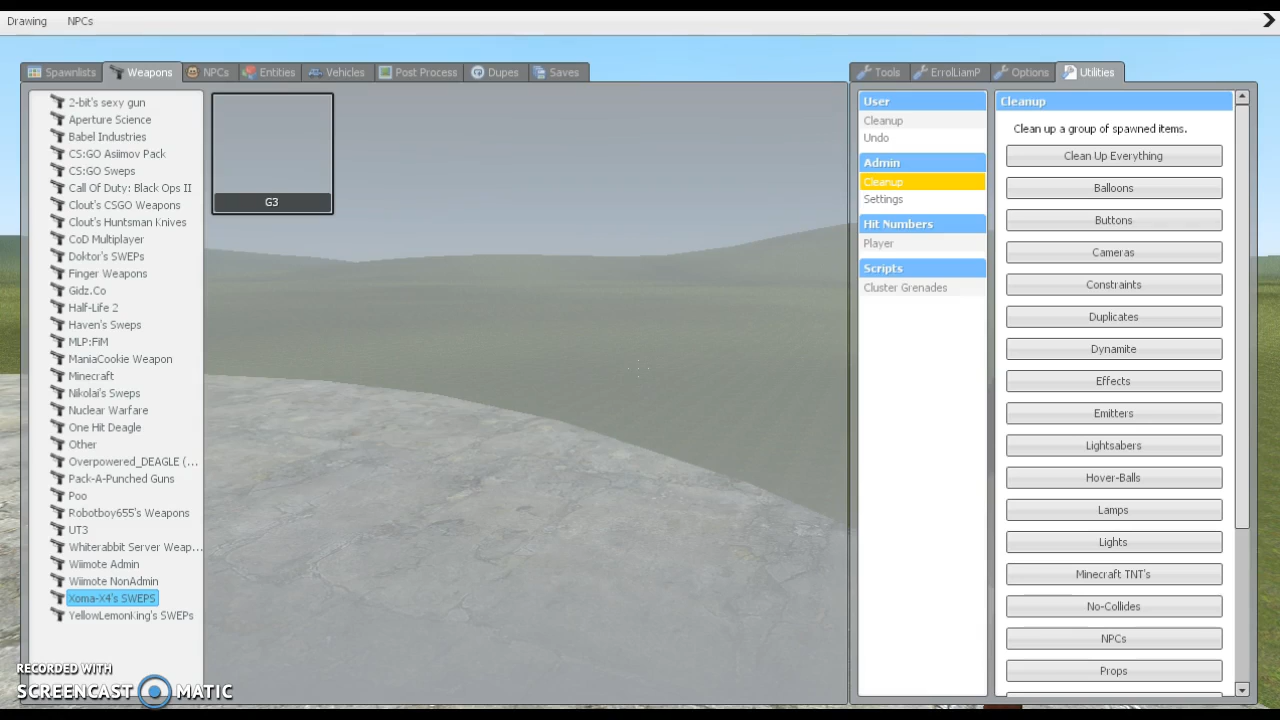 Drawing NPCs
Spawnlists Weapons NPCs Entities Vehicles Post Process Dupes Saves
2-bit's sexy gun
Aperture Science
Babel Industries
CS:GO Asiimov Pack
CS:GO Sweps
Call Of Duty: Black Ops II
Clout's CSGO Weapons
Clout's Huntsman Knives
CoD Multiplayer
Doktor's SWEPs
Finger Weapons
Gidz.Co
Half-Life 2
Haven's Sweps
MLP:FiM
ManiaCookie Weapon
Minecraft
Nikolai's Sweps
Nuclear Warfare
One Hit Deagle
Other
Overpowered_DEAGLE (...
Pack-A-Punched Guns
Poo
Robotboy655's Weapons
UT3
Whiterabbit Server Weap...
Wiimote Admin
Wiimote NonAdmin
Xoma-X4's SWEPS
YellowLemonKing's SWEPs
G3
Tools ErrolLiamP Options Utilities
User
Cleanup
Undo
Admin
Cleanup
Settings
Hit Numbers
Player
Scripts
Cluster Grenades
Cleanup
Clean up a group of spawned items.
Clean Up Everything
Balloons
Buttons
Cameras
Constraints
Duplicates
Dynamite
Effects
Emitters
Lightsabers
Hover-Balls
Lamps
Lights
Minecraft TNT's
No-Collides
NPCs
Props
RECORDED WITH
SCREENCAST MATIC